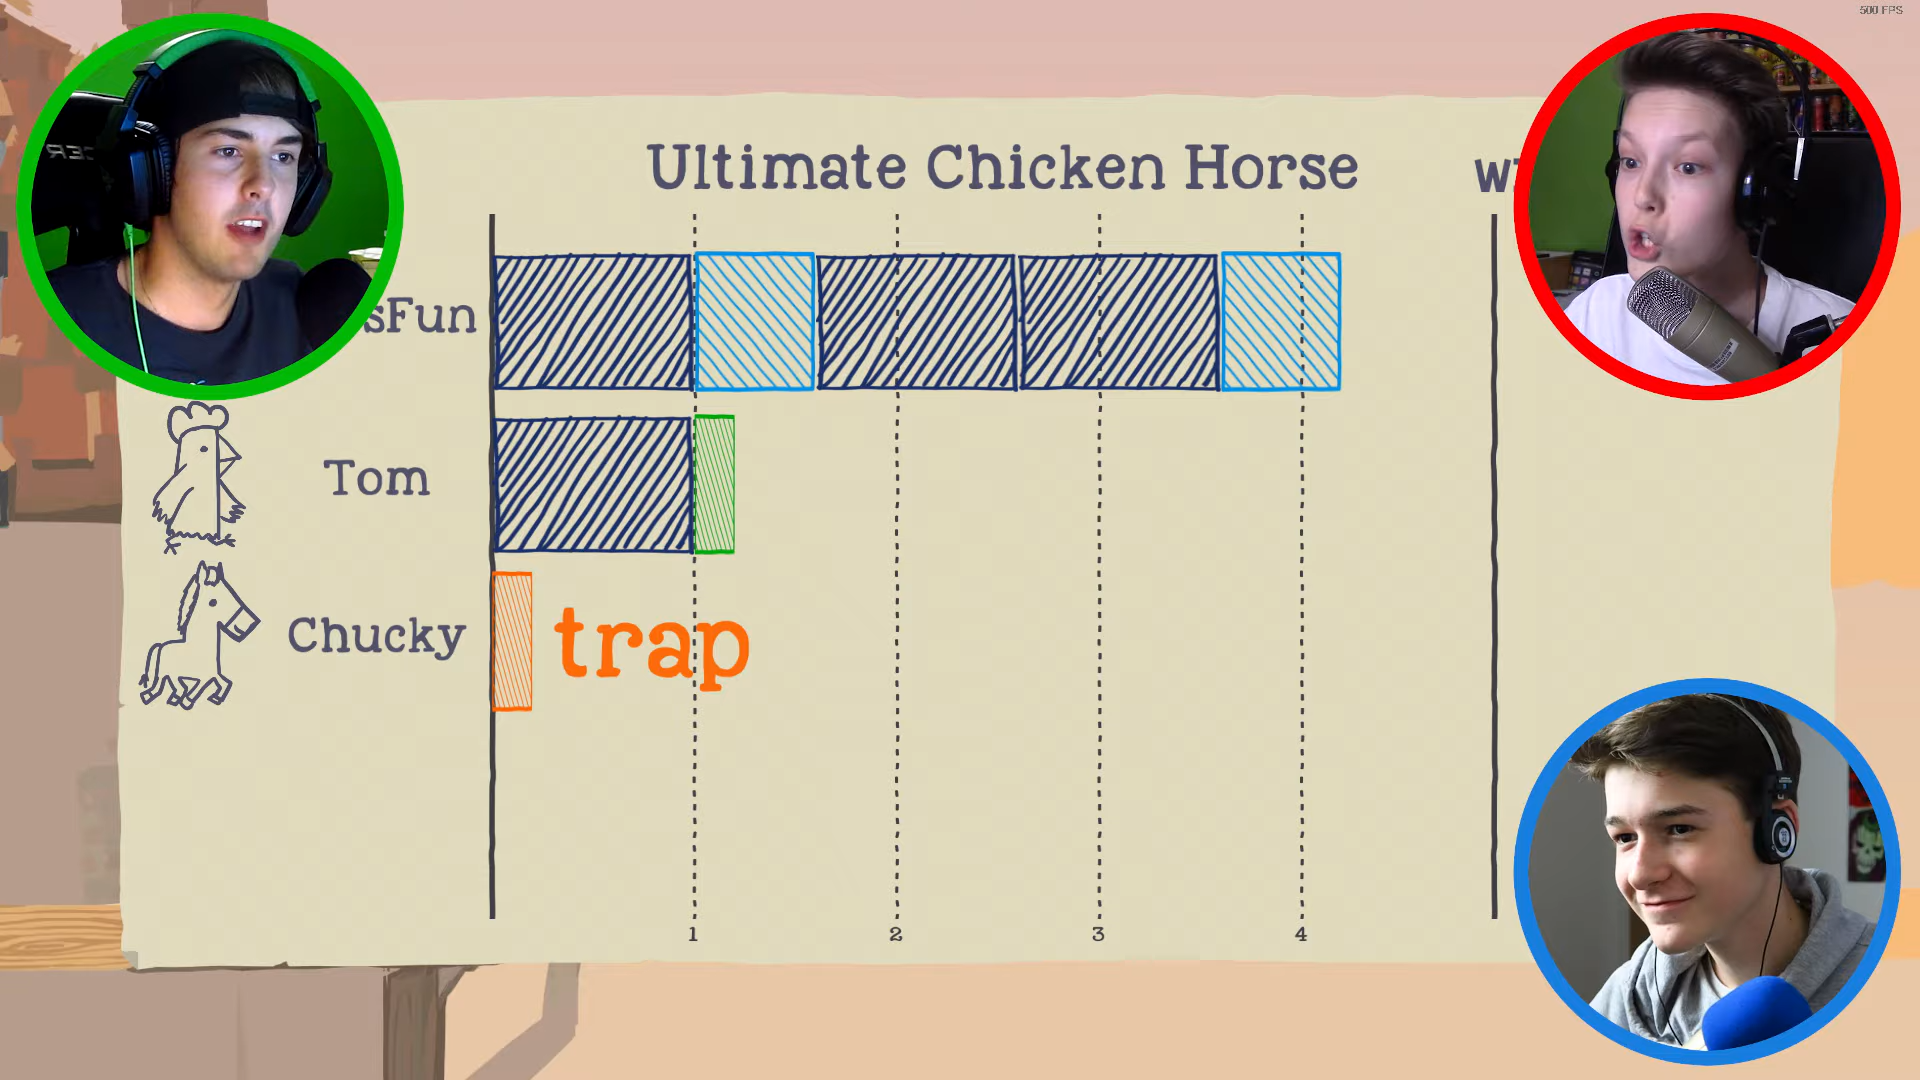 500 FPS
Ultimate Chicken Horse
sFun
Tom
Chucky
trap
1 2 3 4